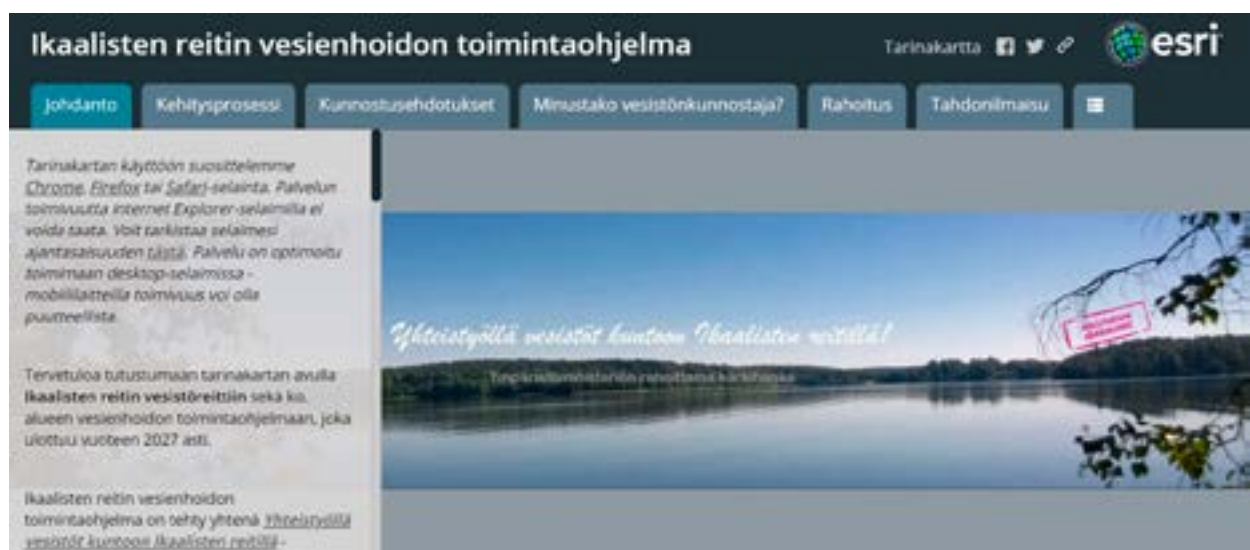 Ikaalisten reitin vesienhoidon toimintaohjelma
Tarinakartta
esri
Johdanto
Kehitysprosessi
Kunnostusehdotukset
Minustako vesistönkunnostaja?
Rahoitus
Tahdonilmaisu
Tarinakartan käyttöön suosittelemme
Chrome, Firefox tai Safari-selainta. Palvelun
toimivuutta Internet Explorer-selaimilla ei
voida taata. Voit tarkistaa selaimesi
ajantasaisuuden tästä. Palvelu on optimoitu
toimimaan desktop-selaimissa -
mobiililaitteilla toimivuus voi olla
puutteellista.
Tervetuloa tutustumaan tarinakartan avulla
Ikaalisten reitin vesistöreittiin sekä ko.
alueen vesienhoidon toimintaohjelmaan, joka
ulottuu vuoteen 2027 asti.
Ikaalisten reitin vesienhoidon
toimintaohjelma on tehty yhtenä Yhteistyöllä
vesistöt kuntoon Ikaalisten reitillä -
Yhteistyöllä vesistöt kuntoon Ikaalisten reitillä!
Ympäristöministeriön rahoittama kärkihanke